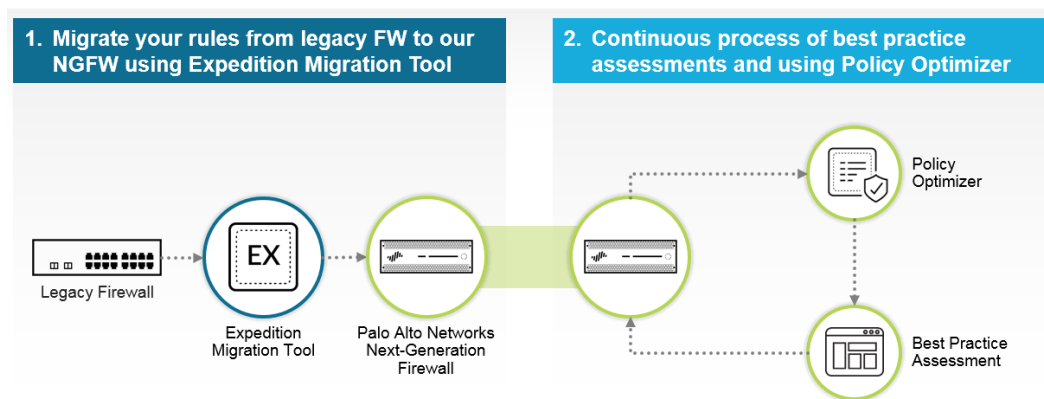 1. Migrate your rules from legacy FW to our
NGFW using Expedition Migration Tool
2. Continuous process of best practice
assessments and using Policy Optimizer
Legacy Firewall
EX
Expedition
Migration Tool
Palo Alto Networks
Next-Generation
Firewall
Policy
Optimizer
Best Practice
Assessment